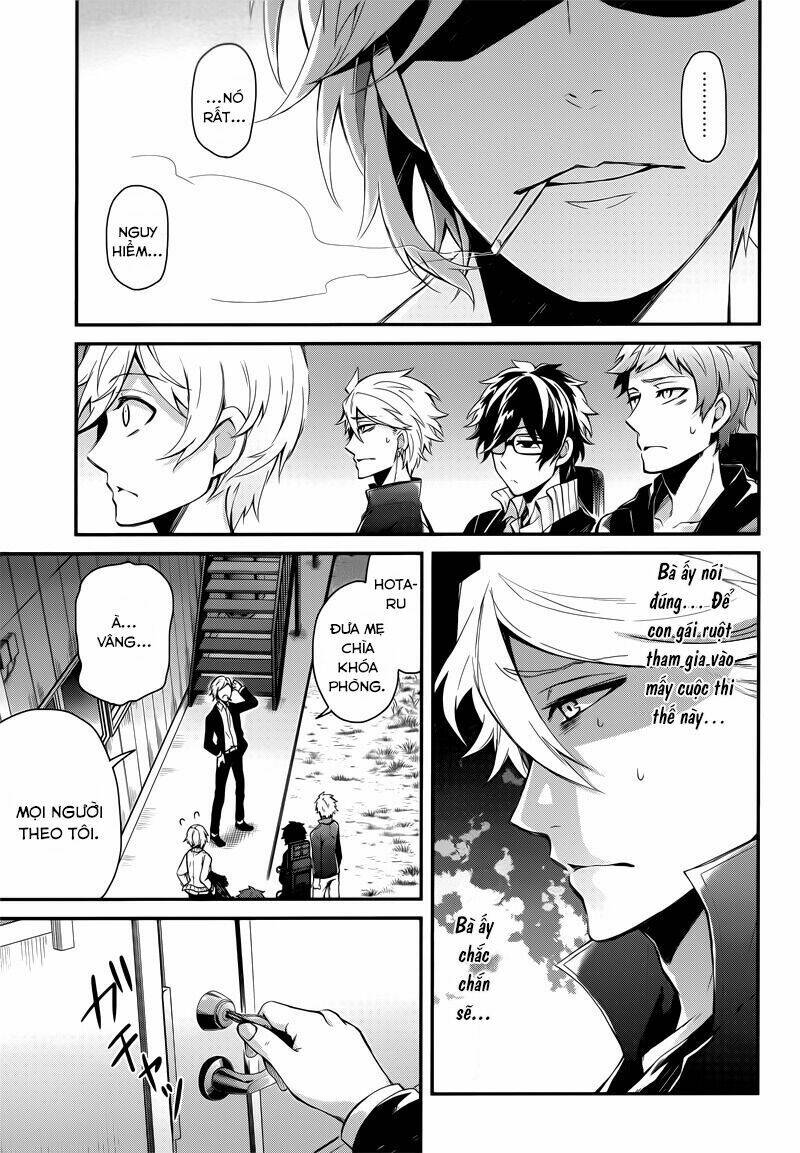 .........
...NÓ
RẤT...
NGUY
HIỂM...
Bà ấy nói
đúng... Để
con gái ruột
tham gia vào
mấy cuộc thi
thế này...
Bà ấy
chắc
chắn
sẽ...
HOTA-
RU
ĐƯA MẸ
CHÌA
KHÓA
PHÒNG.
À...
VÂNG...
MỌI NGƯỜI
THEO TÔI.
ガチャッ